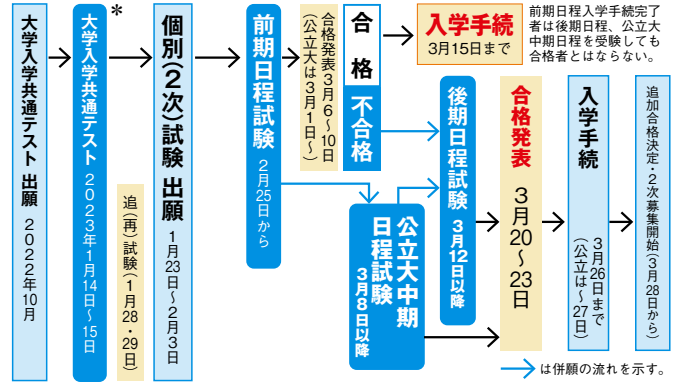 大学入学共通テスト 出願 2022年10月
大学入学共通テスト 2023年1月14日〜15日
*
追(再)試験(1月28・29日)
個別(2次)試験 出願 1月23日〜2月3日
前期日程試験 2月25日から
合格発表3月6〜10日
(公立大は3月1日〜)
合格
不合格
入学手続
3月15日まで
前期日程入学手続完了
者は後期日程、公立大
中期日程を受験しても
合格者とはならない。
公立大中期
日程試験
3月8日以降
後期日程試験 3月12日以降
合格発表 3月20〜23日
入学手続 3月26日まで
(公立は〜27日)
追加合格決定・2次募集開始(3月28日から)
は併願の流れを示す。